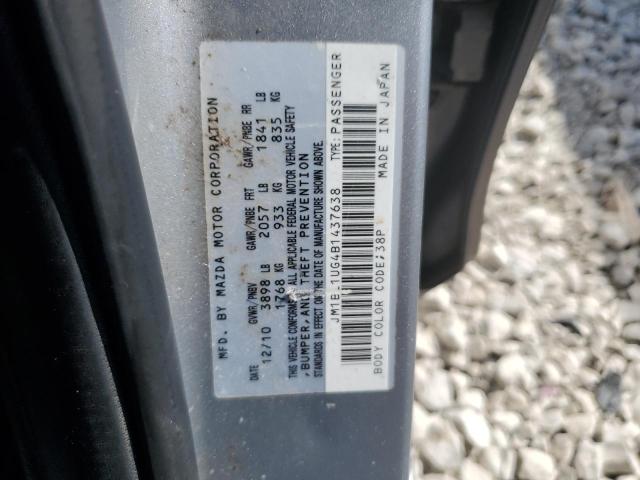 MFD. BY MAZDA MOTOR CORPORATION
DATE GVWR/PNBV GAWR/PNBE FRT GAWR/PNBE RR
12/10 3898 LB 2057 LB 1841 LB
1768 KG 933 KG 835 KG
THIS VEHICLE CONFORMS TO ALL APPLICABLE FEDERAL MOTOR VEHICLE SAFETY
, BUMPER, AND THEFT PREVENTION
STANDARDS IN EFFECT ON THE DATE OF MANUFACTURE SHOWN ABOVE.
JM1B 1UG4B1437638 TYPE: PASSENGER
BODY COLOR CODE:38P MADE IN JAPAN